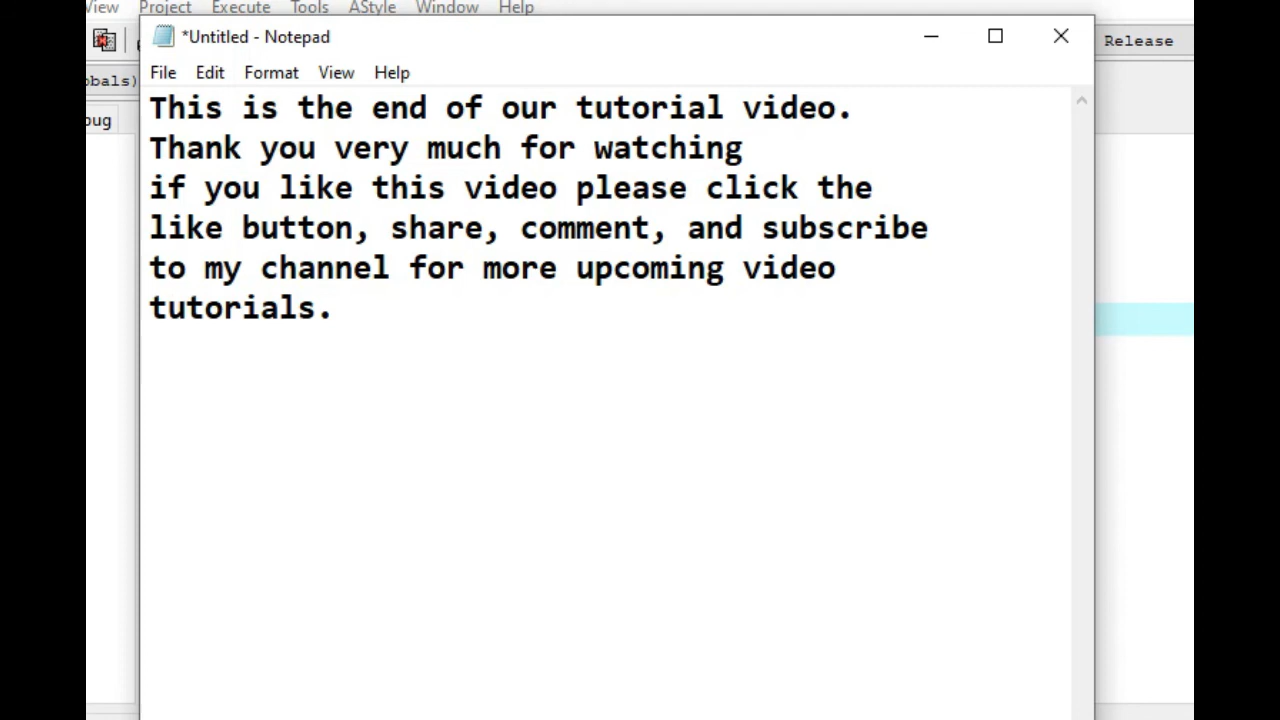 View Project Execute Tools AStyle Window Help
*Untitled - Notepad
Release
File Edit Format View Help
obals)
bug
This is the end of our tutorial video.
Thank you very much for watching
if you like this video please click the
like button, share, comment, and subscribe
to my channel for more upcoming video
tutorials.